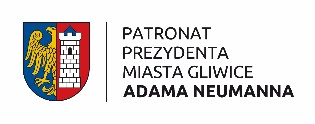 PATRONAT
PREZYDENTA
MIASTA GLIWICE
ADAMA NEUMANNA